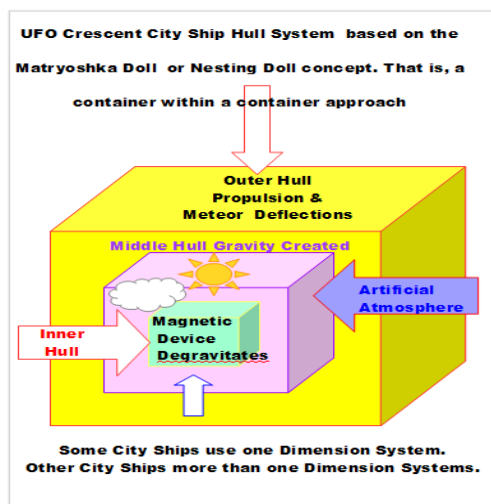 UFO Crescent City Ship Hull System based on the
Matryoshka Doll or Nesting Doll concept. That is, a
container within a container approach
Outer Hull
Propulsion &
Meteor Deflections
Middle Hull Gravity Created
Artificial
Atmosphere
Magnetic
Device
Degravitates
Inner
Hull
Some City Ships use one Dimension System.
Other City Ships more than one Dimension Systems.